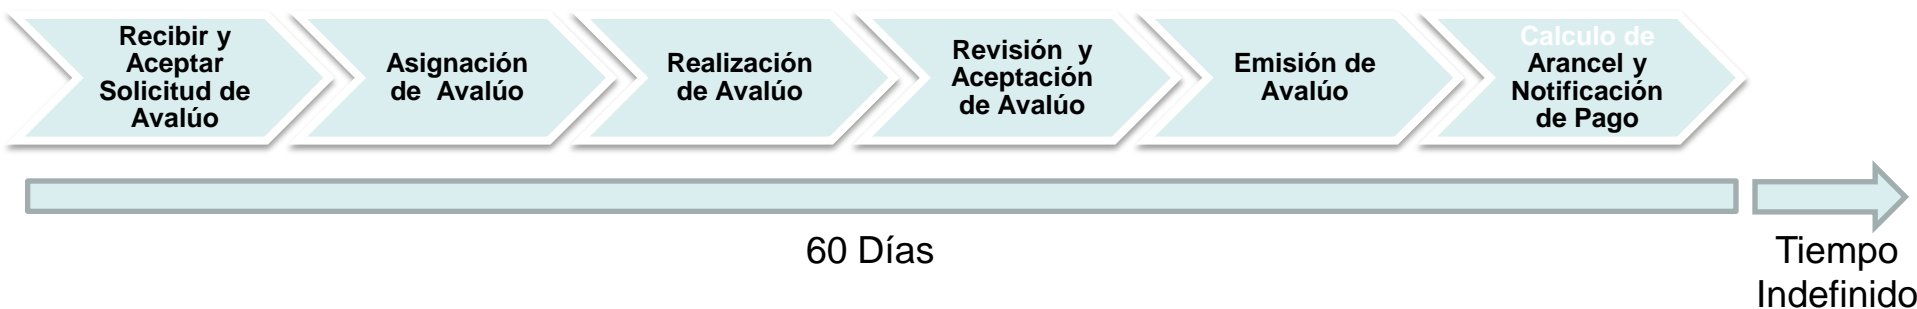 Recibir y
Aceptar
Solicitud de
Avalúo
Asignación
de Avalúo
Realización
de Avalúo
Revisión y
Aceptación
de Avalúo
Emisión de
Avalúo
Calculo de
Arancel y
Notificación
de Pago
60 Días
Tiempo
Indefinido